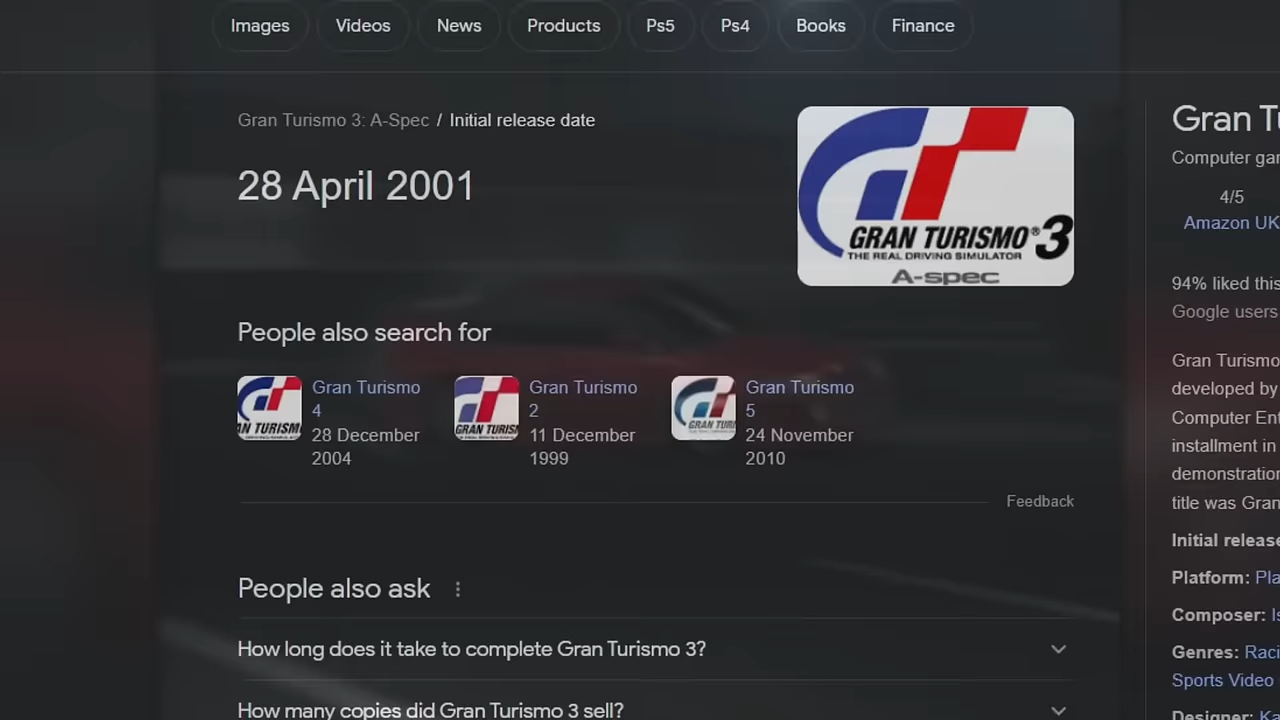 Images Videos News Products Ps5 Ps4 Books Finance
Gran Turismo 3: A-Spec / Initial release date
28 April 2001
GRAN TURISMO® 3
THE REAL DRIVING SIMULATOR
A-spec
People also search for
Gran Turismo
4
28 December
2004
Gran Turismo
2
11 December
1999
Gran Turismo
5
24 November
2010
Feedback
People also ask
How long does it take to complete Gran Turismo 3?
How many copies did Gran Turismo 3 sell?
Gran T
Computer gar
4/5
Amazon UK
94% liked this
Google users
Gran Turismo
developed by
Computer Ent
installment in
demonstration
title was Gran
Initial release
Platform: Pla
Composer: Is
Genres: Raci
Sports Video
Designer: Ka